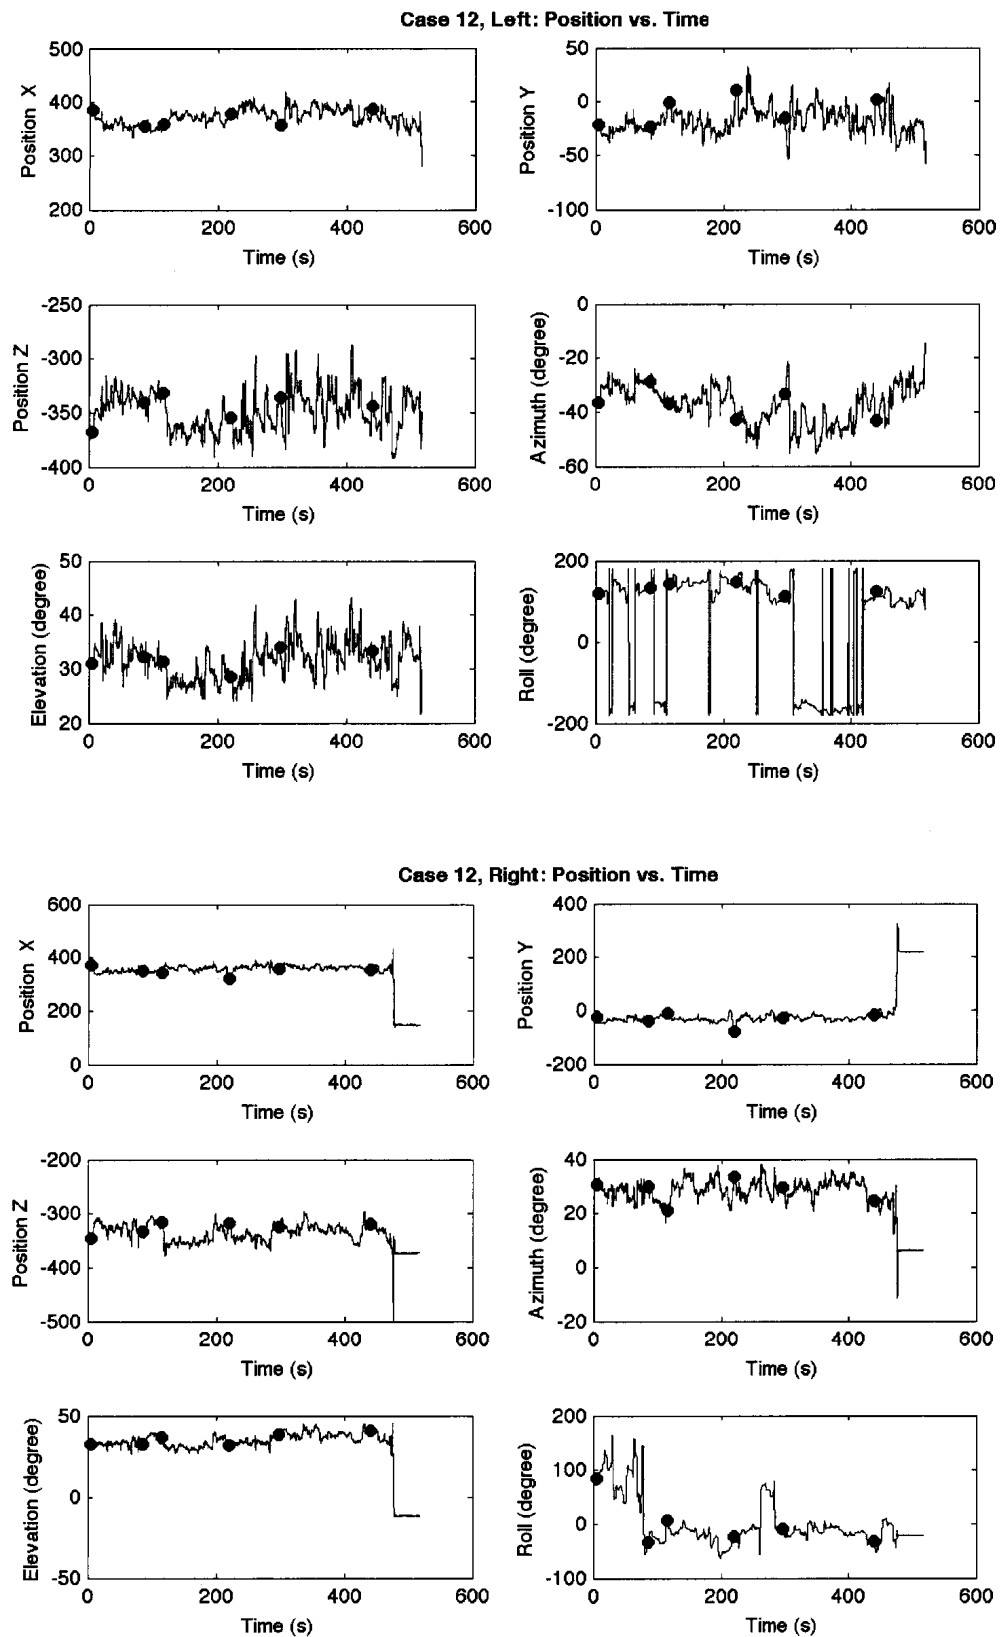 Case 12, Left: Position vs. Time
500
400
300
200
Position X
0 200 400 600
Time (s)
50
0
-50
-100
Position Y
0 200 400 600
Time (s)
-250
-300
-350
-400
Position Z
0 200 400 600
Time (s)
0
-20
-40
-60
Azimuth (degree)
0 200 400 600
Time (s)
50
40
30
20
Elevation (degree)
0 200 400 600
Time (s)
200
0
-200
Roll (degree)
0 200 400 600
Time (s)
Case 12, Right: Position vs. Time
600
400
200
0
Position X
0 200 400 600
Time (s)
400
200
0
-200
Position Y
0 200 400 600
Time (s)
-200
-300
-400
-500
Position Z
0 200 400 600
Time (s)
40
20
0
-20
Azimuth (degree)
0 200 400 600
Time (s)
50
0
-50
Elevation (degree)
0 200 400 600
Time (s)
200
100
0
-100
Roll (degree)
0 200 400 600
Time (s)